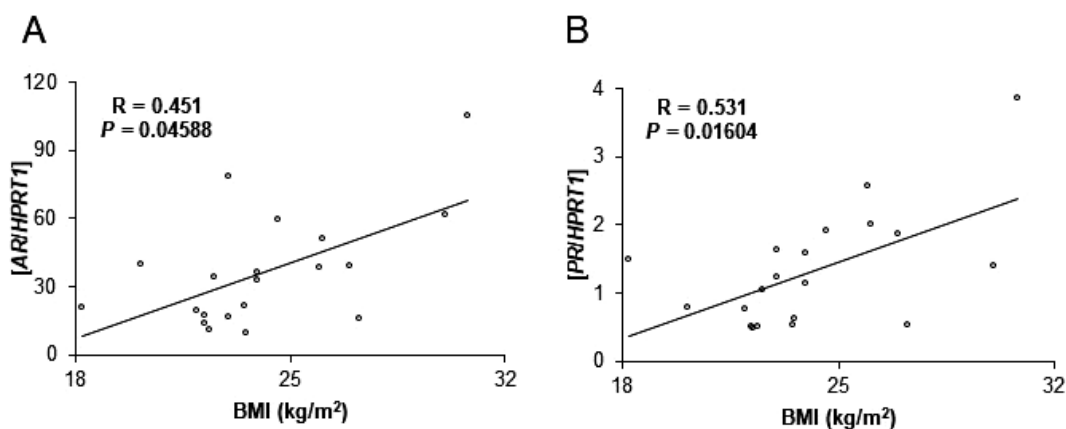 A
120
90
60
30
0
R = 0.451
P = 0.04588
[AR/HPRT1]
18
25
32
BMI (kg/m²)
B
4
3
2
1
0
R = 0.531
P = 0.01604
[PR/HPRT1]
18
25
32
BMI (kg/m²)